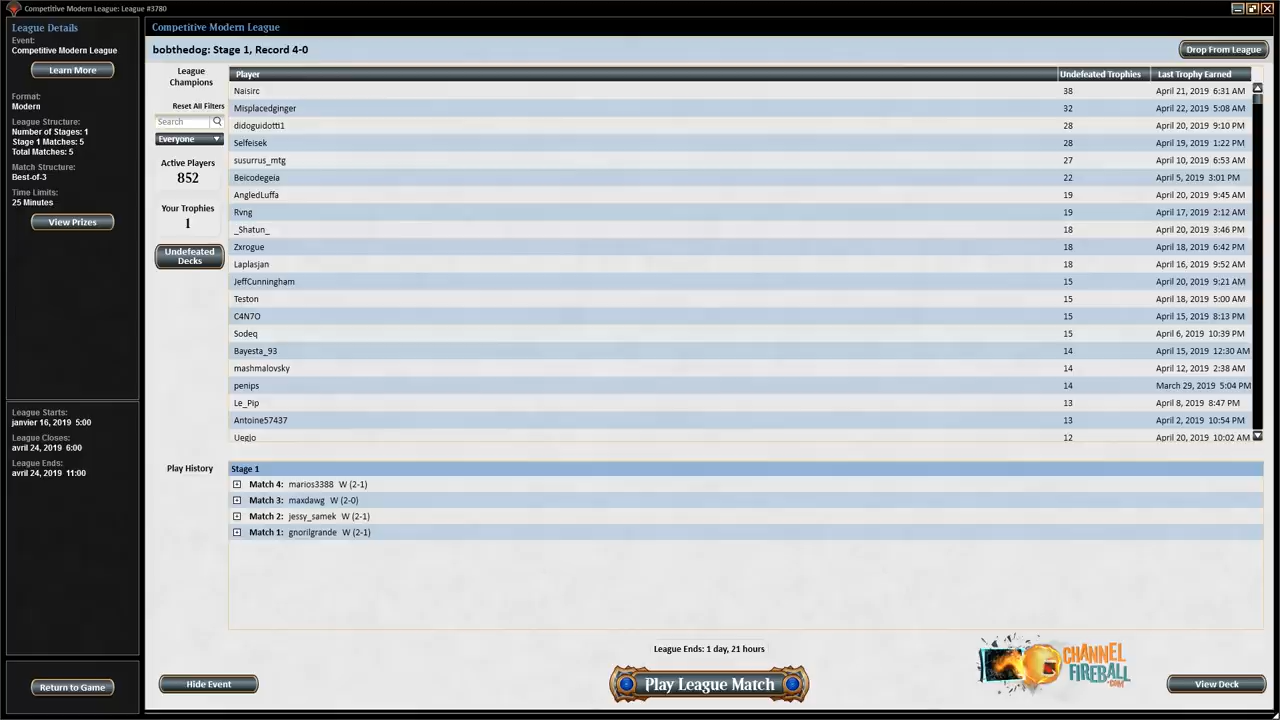 Competitive Modern League: League #3780
League Details
Event:
Competitive Modern League
Learn More
Format:
Modern
League Structure:
Number of Stages: 1
Stage 1 Matches: 5
Total Matches: 5
Match Structure:
Best-of-3
Time Limits:
25 Minutes
View Prizes
League Starts:
janvier 16, 2019 5:00
League Closes:
avril 24, 2019 6:00
League Ends:
avril 24, 2019 11:00
Return to Game
Competitive Modern League
bobthedog: Stage 1, Record 4-0
Drop From League
League
Champions
Reset All Filters
Search
Everyone
Active Players
852
Your Trophies
1
Undefeated
Decks
Player Undefeated Trophies Last Trophy Earned
Naisirc 38 April 21, 2019 6:31 AM
Misplacedginger 32 April 22, 2019 5:08 AM
didoguidotti1 28 April 20, 2019 9:10 PM
Selfeisek 28 April 19, 2019 1:22 PM
susurrus_mtg 27 April 10, 2019 6:53 AM
Beicodegeia 22 April 5, 2019 3:01 PM
AngledLuffa 19 April 20, 2019 9:45 AM
Rvng 19 April 17, 2019 2:12 AM
_Shatun_ 18 April 20, 2019 3:46 PM
Zxrogue 18 April 18, 2019 6:42 PM
Laplasjan 18 April 16, 2019 9:52 AM
JeffCunningham 15 April 20, 2019 9:21 AM
Teston 15 April 18, 2019 5:00 AM
C4N7O 15 April 15, 2019 8:13 PM
Sodeq 15 April 6, 2019 10:39 PM
Bayesta_93 14 April 15, 2019 12:30 AM
mashmalovsky 14 April 12, 2019 2:38 AM
penips 14 March 29, 2019 5:04 PM
Le_Pip 13 April 8, 2019 8:47 PM
Antoine57437 13 April 2, 2019 10:54 PM
Uegjo 12 April 20, 2019 10:02 AM
Play History
Stage 1
Match 4: marios3388 W (2-1)
Match 3: maxdawg W (2-0)
Match 2: jessy_samek W (2-1)
Match 1: gnorilgrande W (2-1)
League Ends: 1 day, 21 hours
Hide Event
Play League Match
CHANNEL
FIREBALL
.COM
View Deck